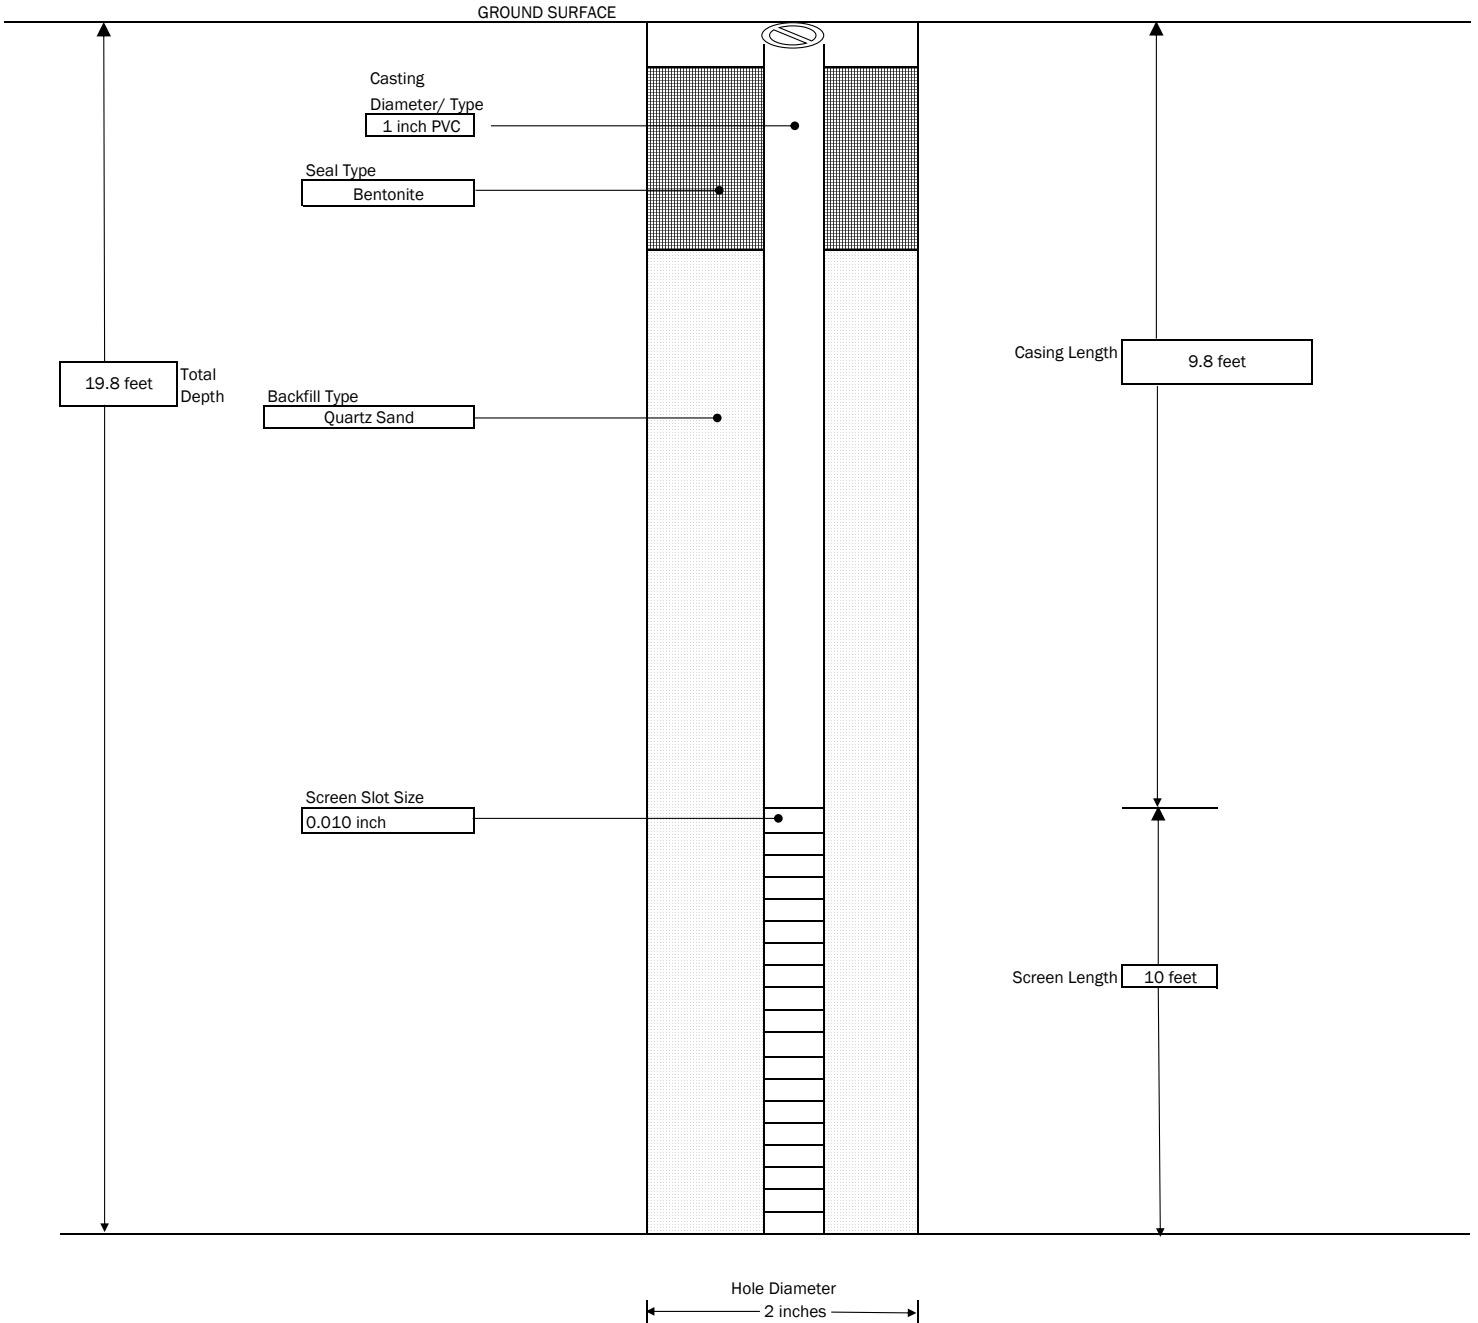 GROUND SURFACE
Casting
Diameter/ Type
1 inch PVC
Seal Type
Bentonite
Casing Length
9.8 feet
19.8 feet
Total
Depth
Backfill Type
Quartz Sand
Screen Slot Size
0.010 inch
Screen Length
10 feet
Hole Diameter
2 inches